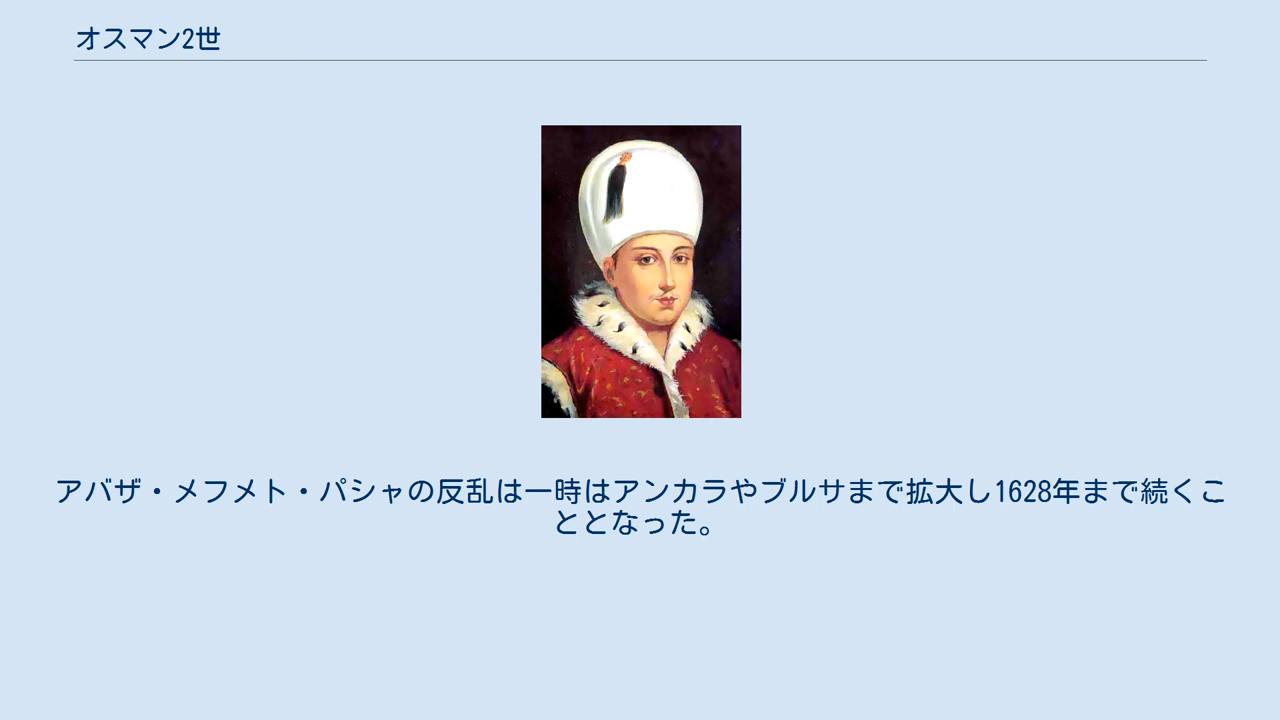 オスマン2世
アバザ・メフメト・パシャの反乱は一時はアンカラやブルサまで拡大し1628年まで続くこ
ととなった。